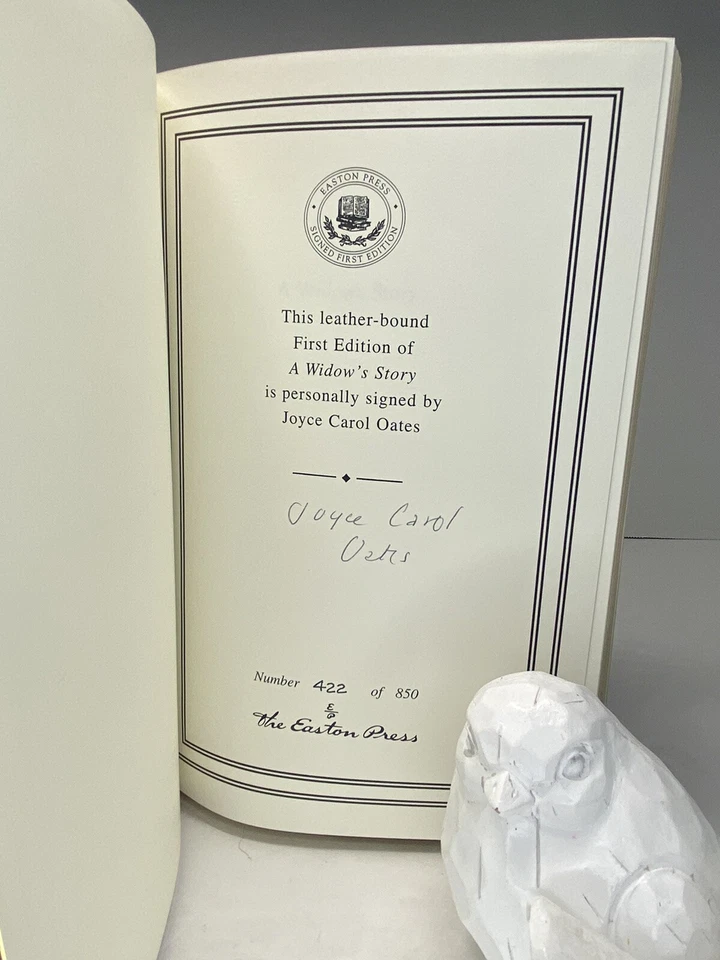 EASTON PRESS
SIGNED FIRST EDITION
This leather-bound
First Edition of
A Widow's Story
is personally signed by
Joyce Carol Oates
Joyce Carol
Oates
Number 422 of 850
E/P
the Easton Press